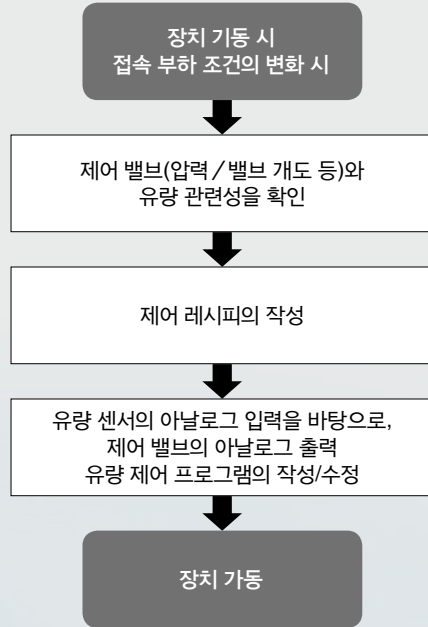 장치 기동 시
접속 부하 조건의 변화 시
제어 밸브(압력／밸브 개도 등)와
유량 관련성을 확인
제어 레시피의 작성
유량 센서의 아날로그 입력을 바탕으로,
제어 밸브의 아날로그 출력
유량 제어 프로그램의 작성/수정
장치 가동